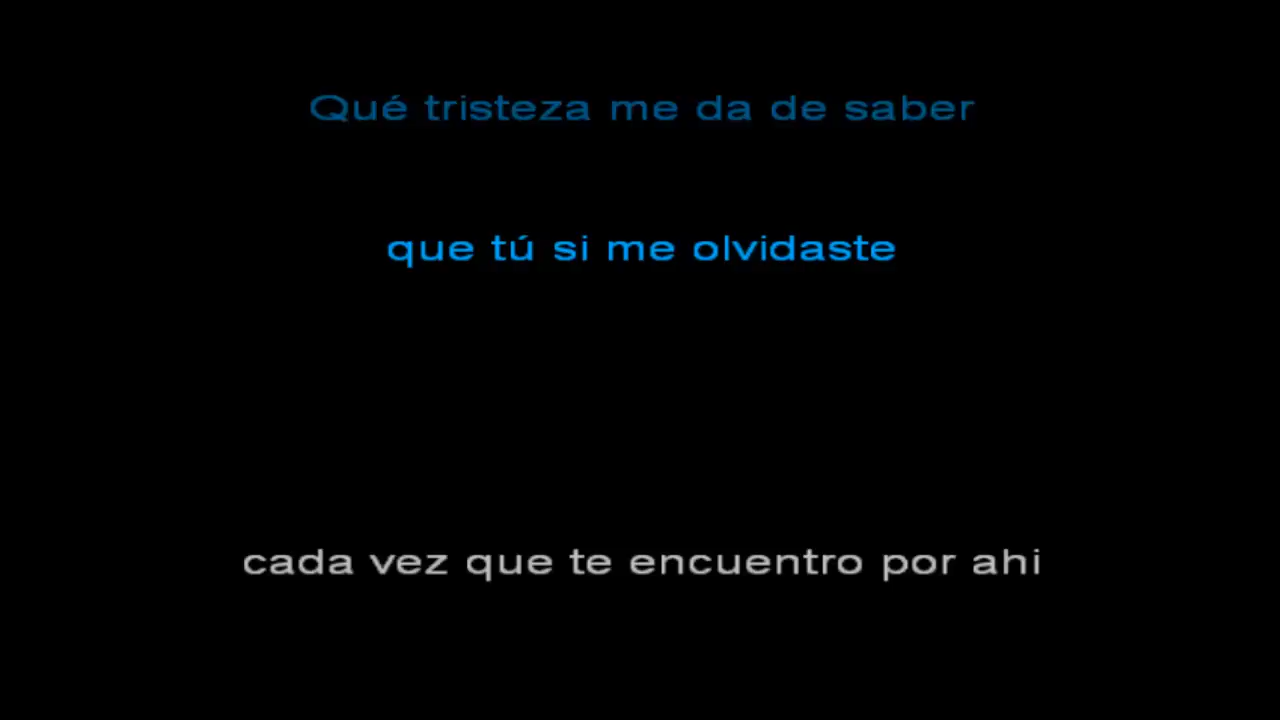 Qué tristeza me da de saber
que tú si me olvidaste
cada vez que te encuentro por ahi